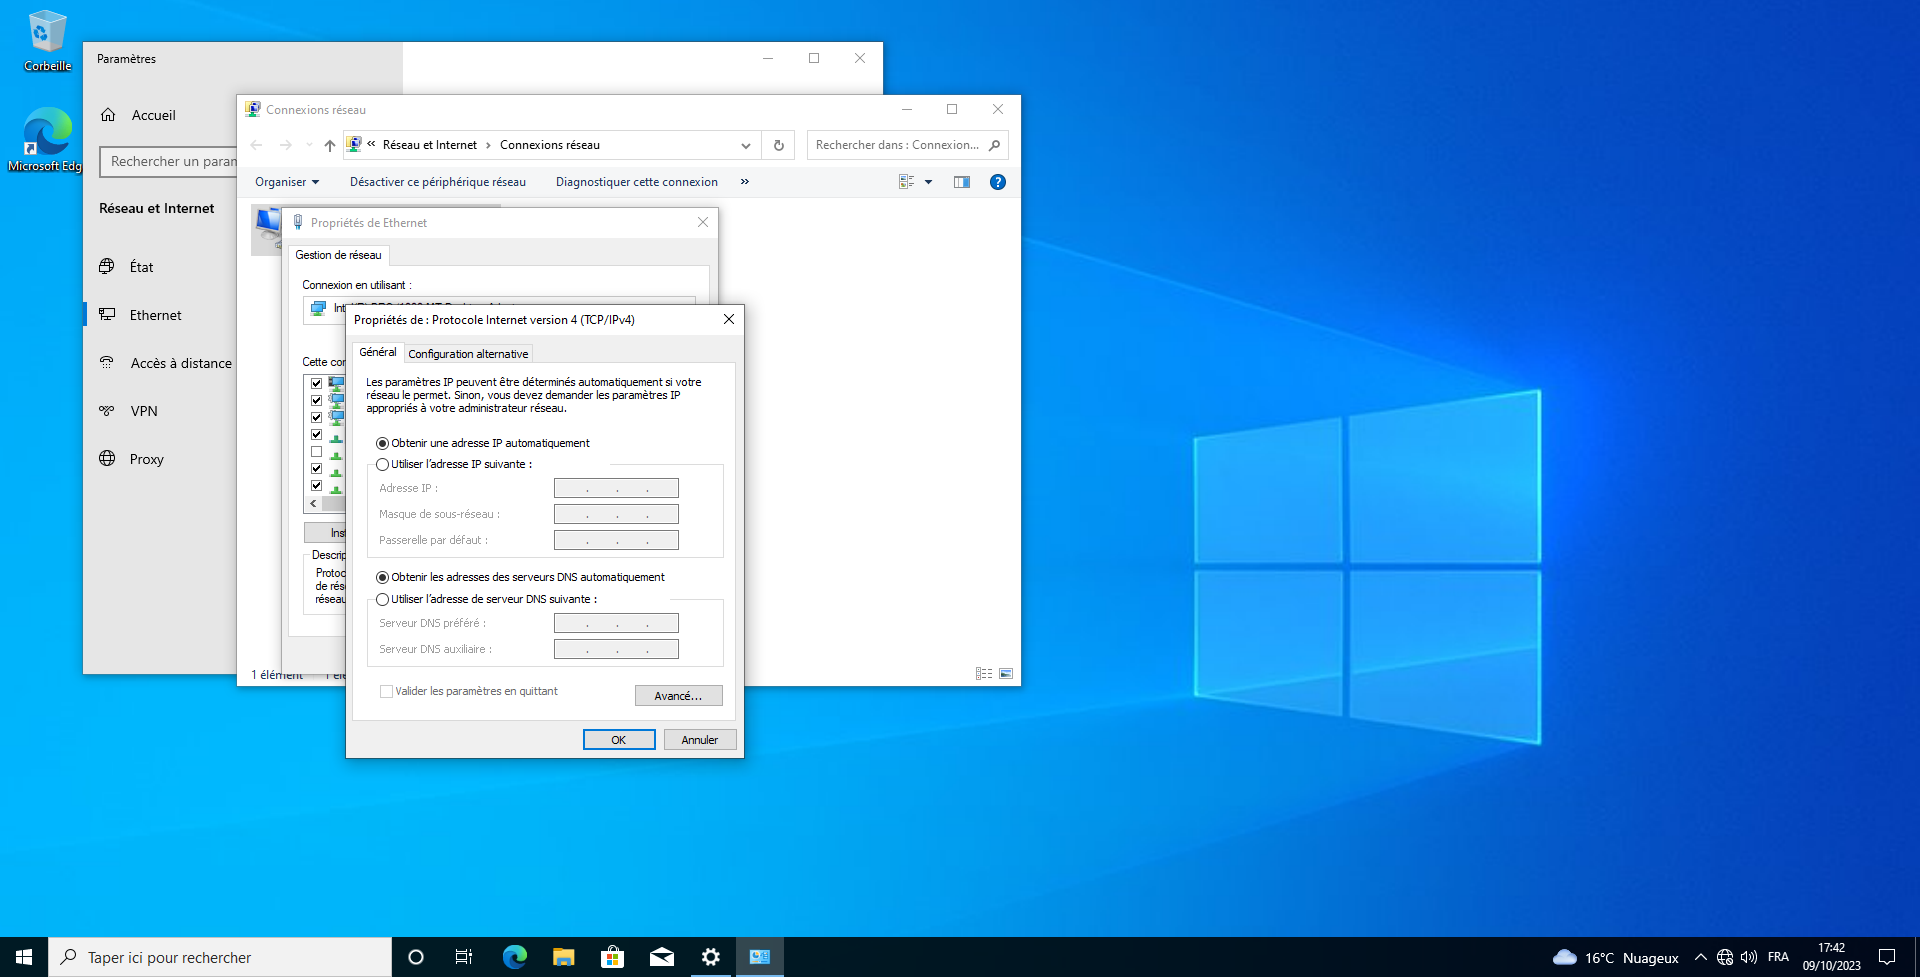 Corbeille
Microsoft Edg
Paramètres
Accueil
Rechercher un param
Réseau et Internet
État
Ethernet
Accès à distance
VPN
Proxy
Connexions réseau
« Réseau et Internet > Connexions réseau
Rechercher dans : Connexion...
Organiser
Désactiver ce périphérique réseau
Diagnostiquer cette connexion
»
Propriétés de Ethernet
Gestion de réseau
Connexion en utilisant :
Cette cor
Inst
Descrip
Protoc
de rése
réseau
1 élément
Propriétés de : Protocole Internet version 4 (TCP/IPv4)
Général
Configuration alternative
Les paramètres IP peuvent être déterminés automatiquement si votre
réseau le permet. Sinon, vous devez demander les paramètres IP
appropriés à votre administrateur réseau.
Obtenir une adresse IP automatiquement
Utiliser l'adresse IP suivante :
Adresse IP :
. . .
Masque de sous-réseau :
. . .
Passerelle par défaut :
. . .
Obtenir les adresses des serveurs DNS automatiquement
Utiliser l'adresse de serveur DNS suivante :
Serveur DNS préféré :
. . .
Serveur DNS auxiliaire :
. . .
Valider les paramètres en quittant
Avancé...
OK
Annuler
Taper ici pour rechercher
16°C Nuageux
FRA
17:42
09/10/2023